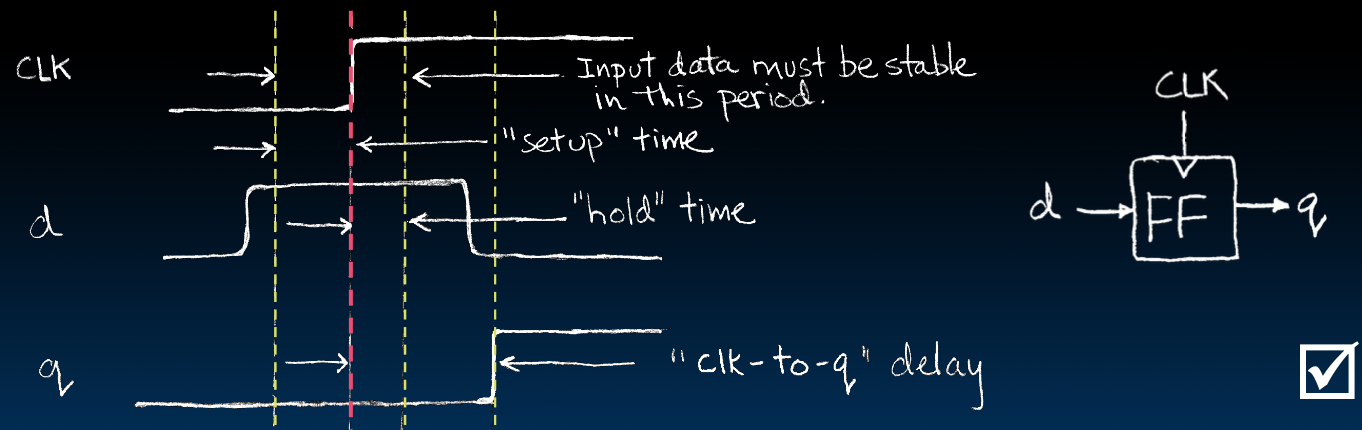 CLK
Input data must be stable
in this period.
"setup" time
d
"hold" time
q
"clk-to-q" delay
CLK
d
FF
q